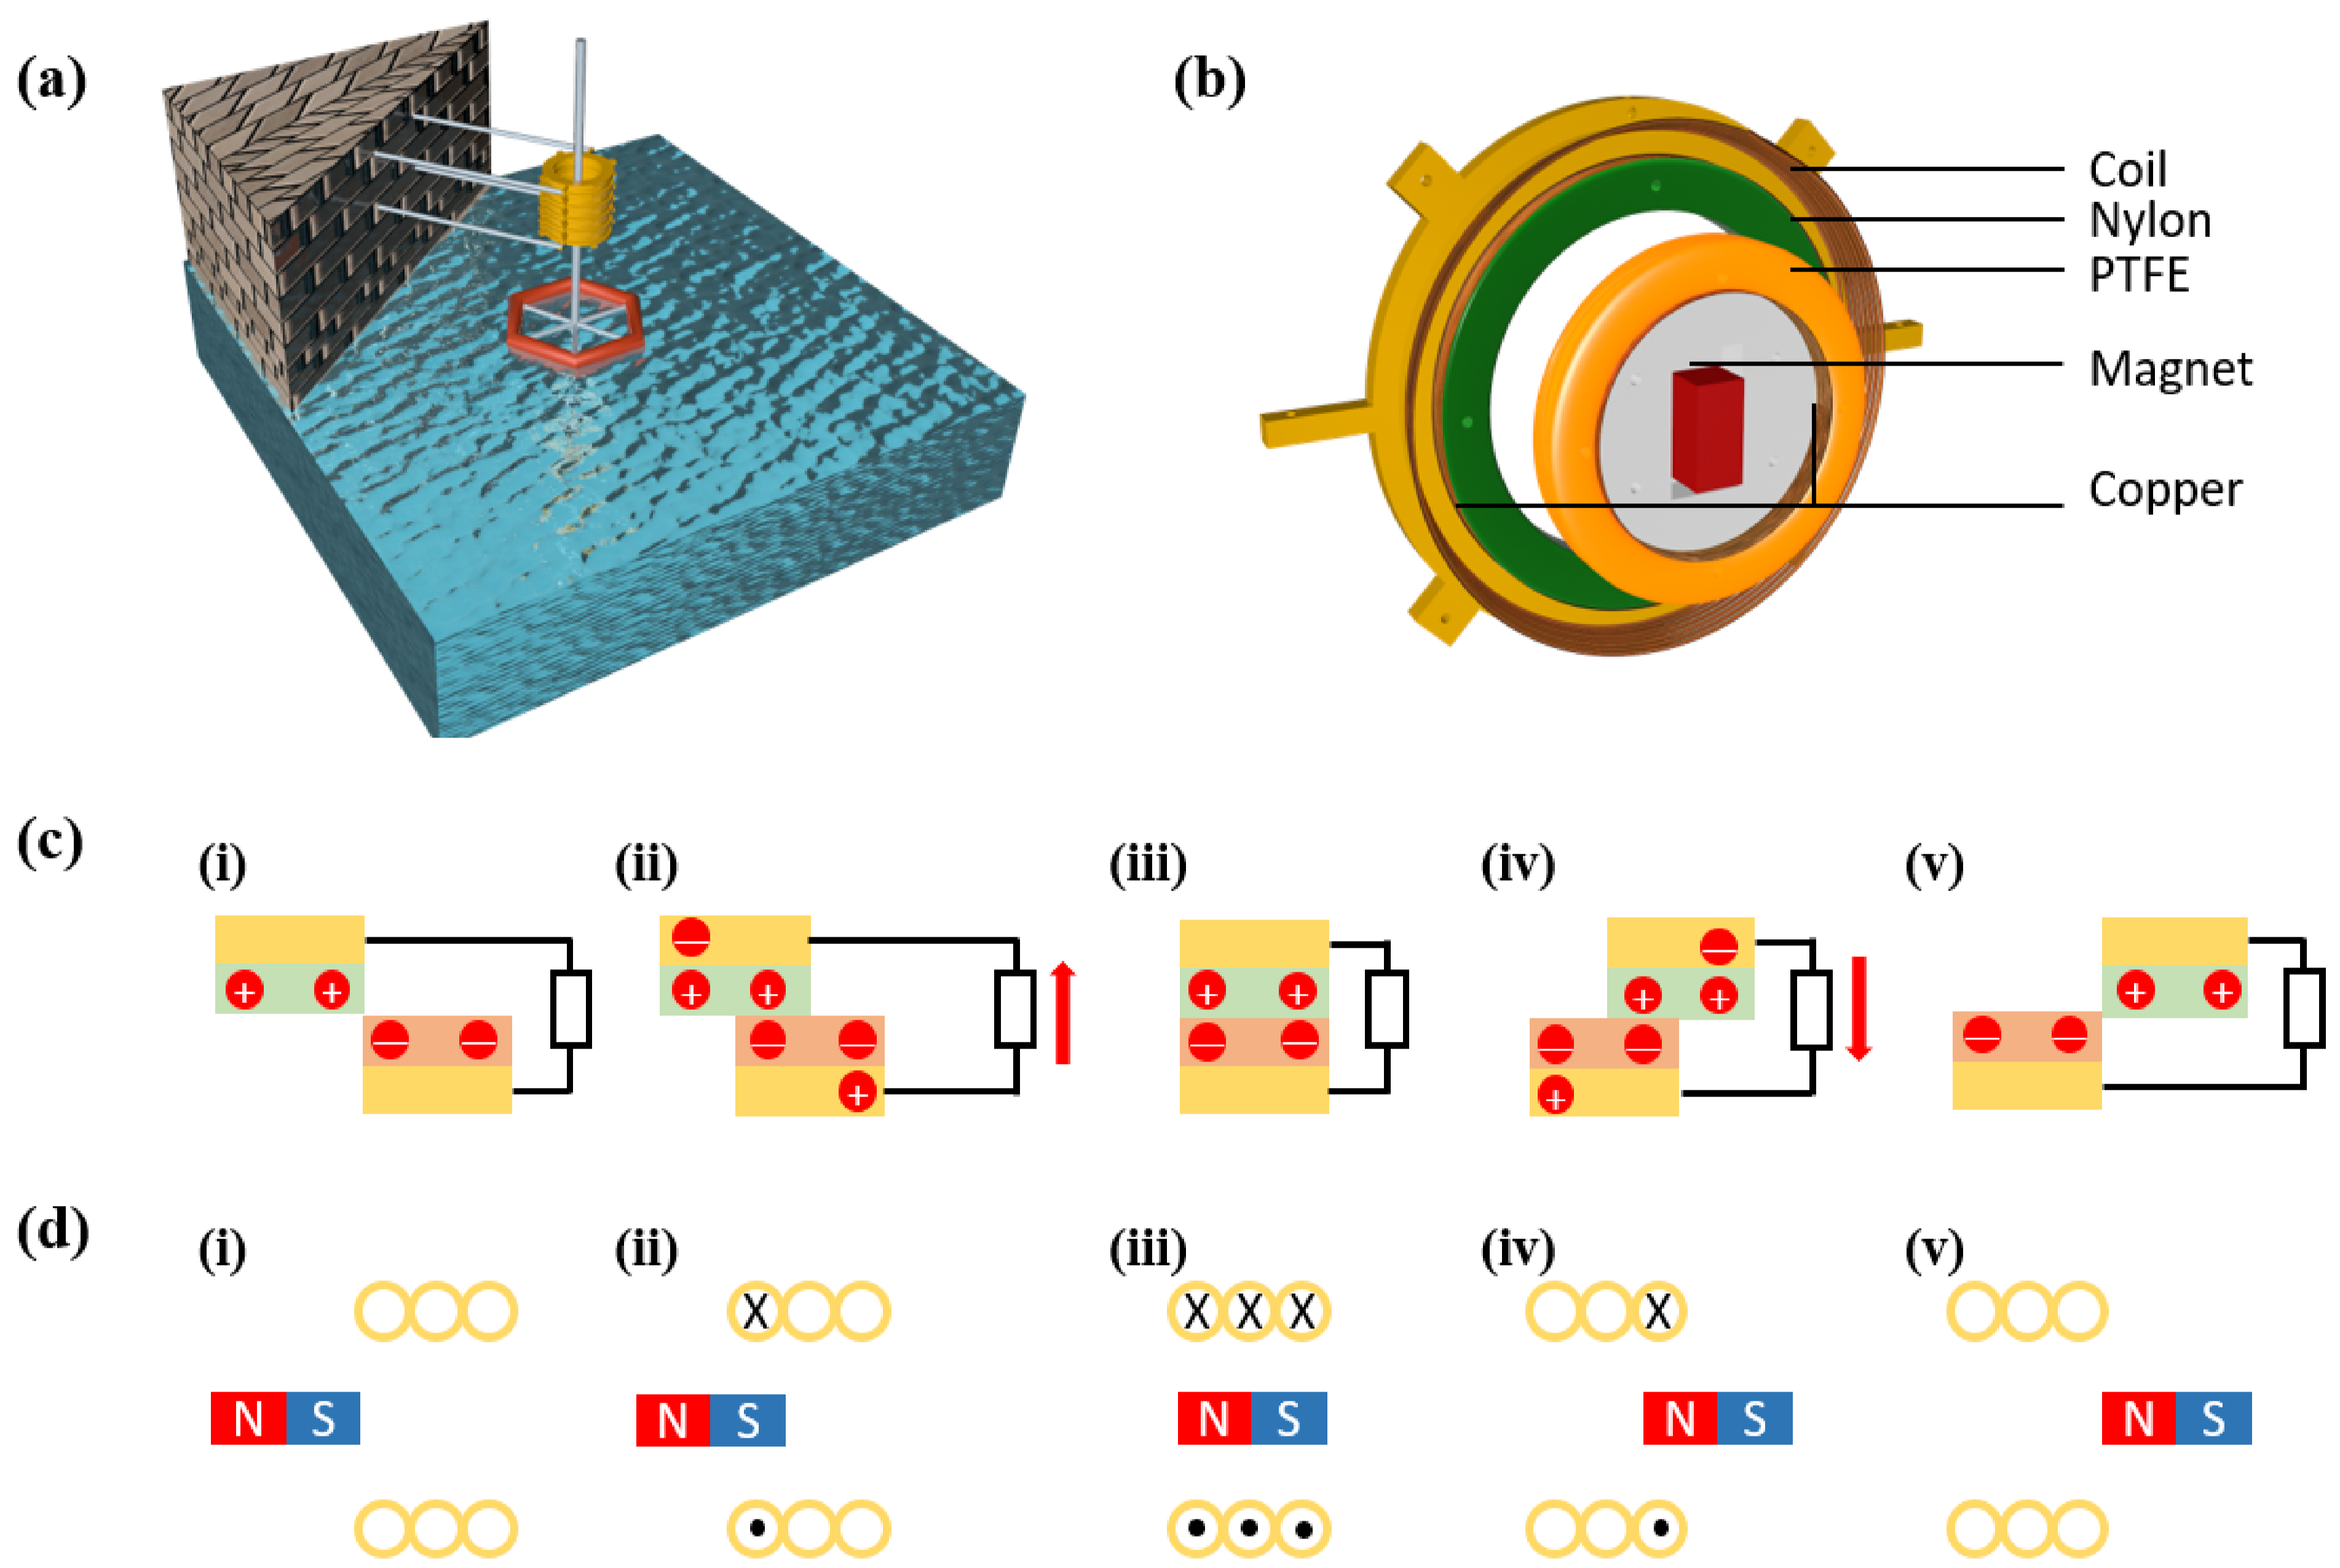 (a)
(b)
Coil
Nylon
PTFE
Magnet
Copper
(c)
(i) (ii) (iii) (iv) (v)
−
−
+ + + + + + + + + +
− − − − − − − − − −
+
+
(d)
(i) (ii) (iii) (iv) (v)
X X X X X
N S N S N S N S N S